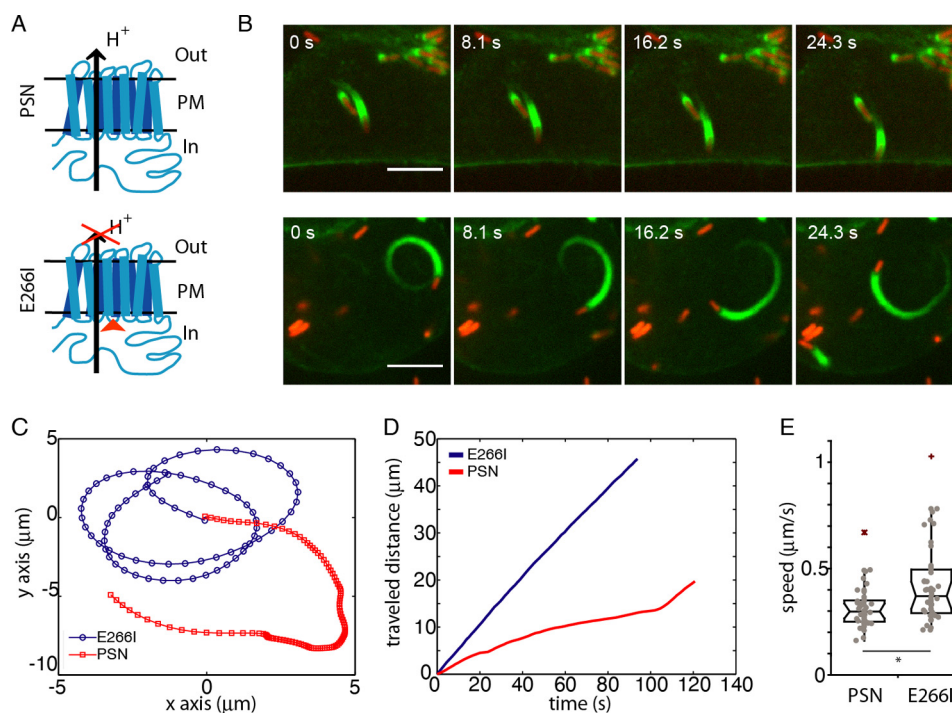 A
H+
Out
PSN
PM
In
H+
Out
E266I
PM
In
B
0 s
8.1 s
16.2 s
24.3 s
0 s
8.1 s
16.2 s
24.3 s
C
5
0
-5
-10
y axis (μm)
E266I
PSN
-5
0
5
x axis (μm)
D
50
40
30
20
10
0
traveled distance (μm)
E266I
PSN
0
20
40
60
80
100
120
140
time (s)
E
1
0.5
0
speed (μm/s)
*
PSN
E266I